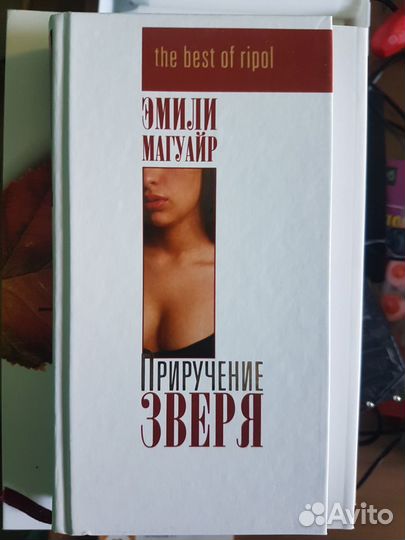 the best of ripol
ЭМИЛИ
МАГУАЙР
ПРИРУЧЕНИЕ
ЗВЕРЯ
Avito